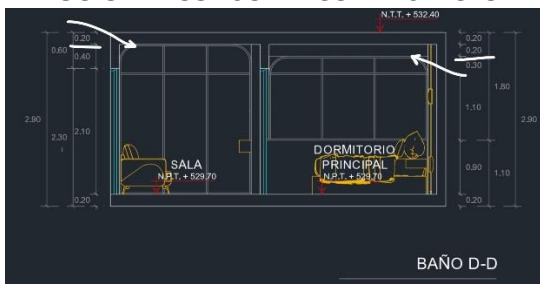 N.T.T. + 532.40
0.20
0.60
0.40
2.90
2.30
2.10
0.20
SALA
N.P.T. + 529.70
DORMITORIO
PRINCIPAL
N.P.T. + 529.70
0.20
0.20
0.30
1.80
1.10
2.90
0.90
1.10
0.20
BAÑO D-D